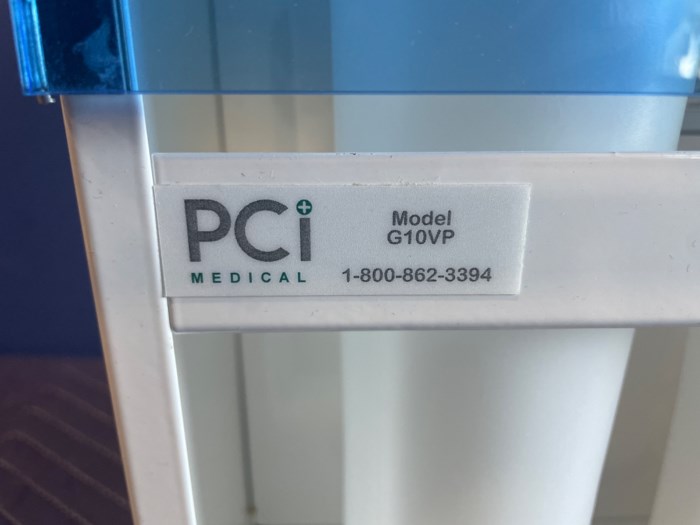 PCi
MEDICAL
Model
G10VP
1-800-862-3394